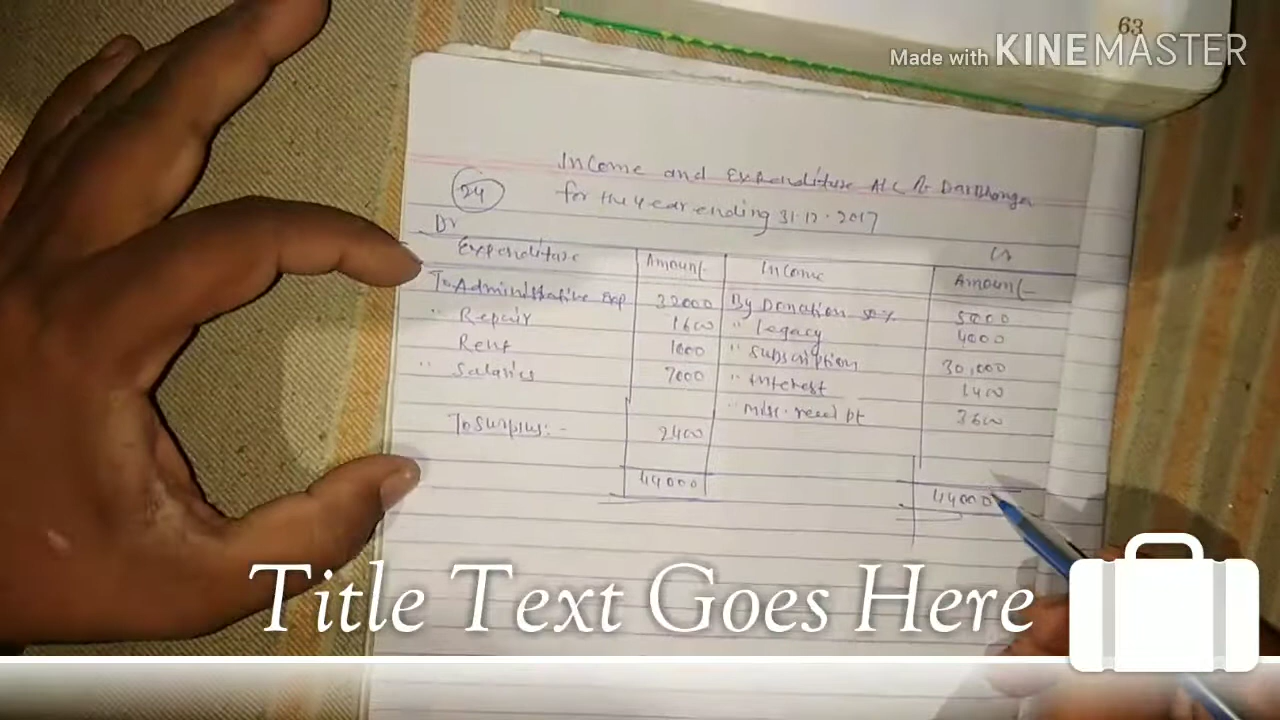 63
Made with KINEMASTER
Income and Expenditure A/C of Darbhanga
24 for the year ending 31.12.2017
Dr Cr
Expenditure Amount Income Amount
To Administrative Exp 32000 By Donation 50% 5000
" Repair 1600 " legacy 4000
Rent 1000 " Subscription 30,000
" Salaries 7000 " interest 1400
" misc. receipt 3600
To Surplus:- 2400
44000 44000
Title Text Goes Here